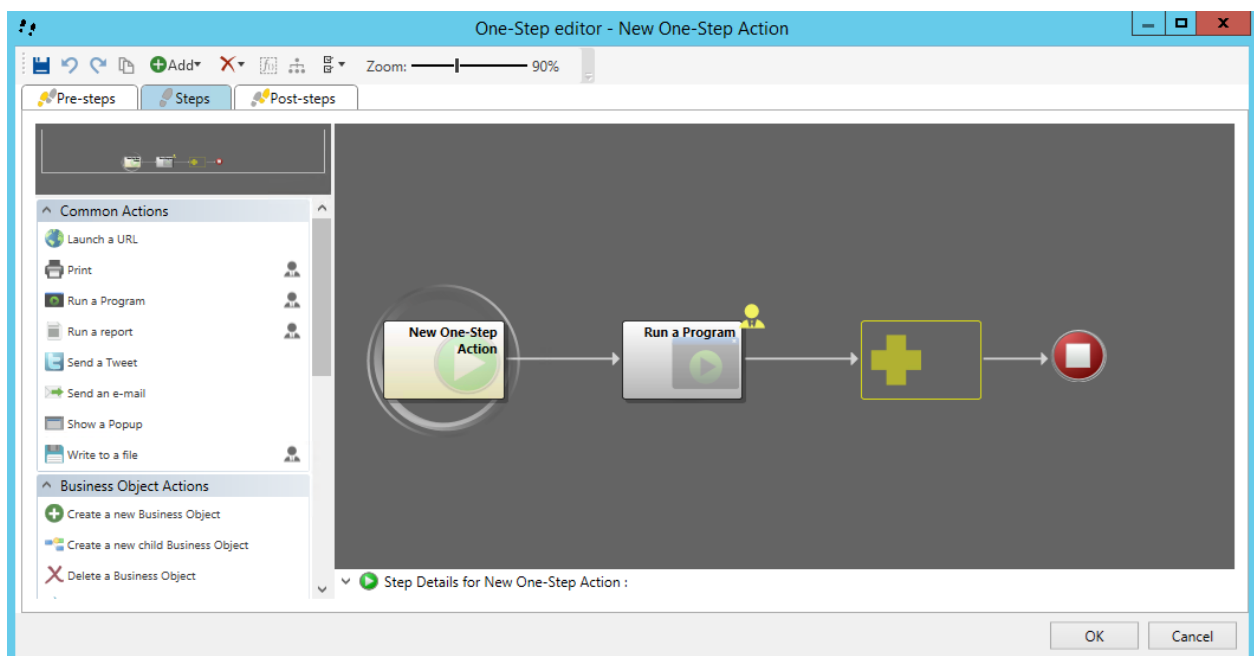 One-Step editor - New One-Step Action
x
Add
Zoom:
90%
Pre-steps
Steps
Post-steps
Common Actions
Launch a URL
Print
Run a Program
Run a report
Send a Tweet
Send an e-mail
Show a Popup
Write to a file
Business Object Actions
Create a new Business Object
Create a new child Business Object
Delete a Business Object
New One-Step
Action
Run a Program
Step Details for New One-Step Action :
OK
Cancel